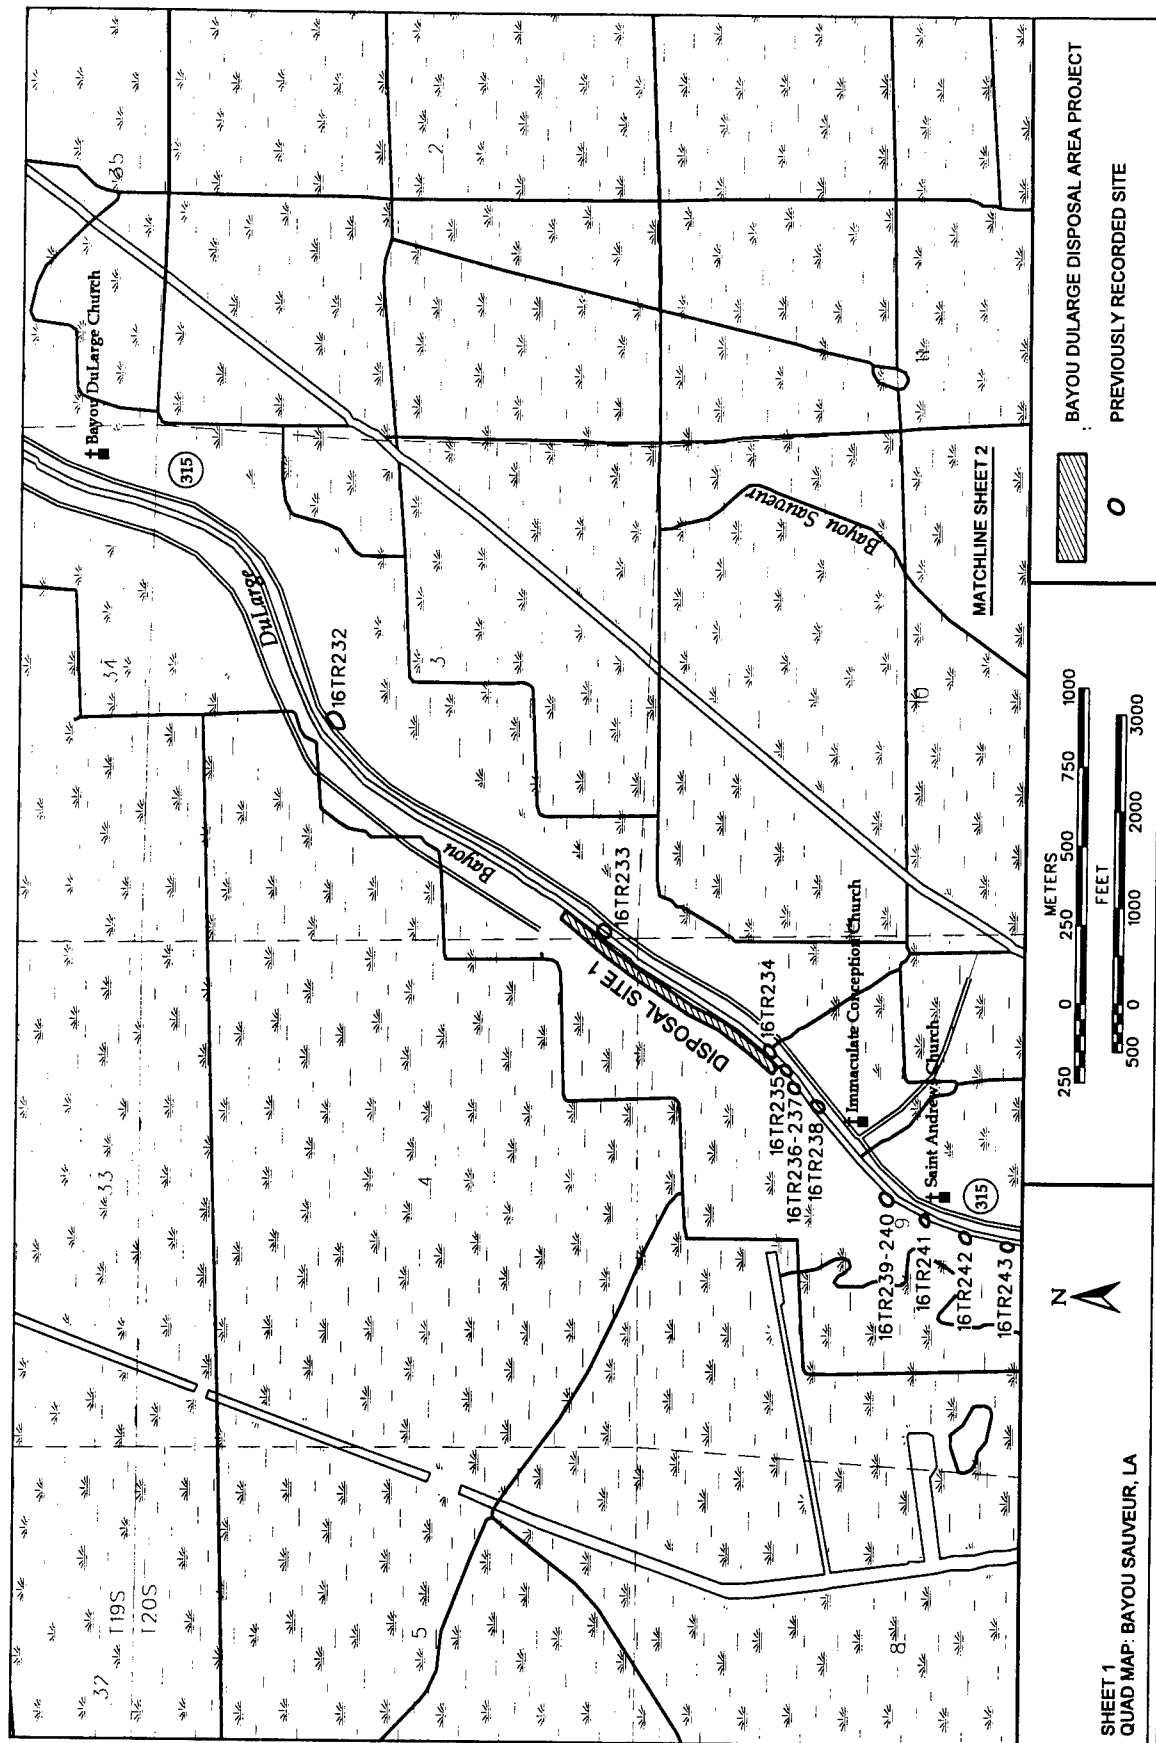 35
Bayou DuLarge Church
315
DuLarge
34
16TR232
33
32
T19S
T20S
2
3
Bayou
4
5
16TR233
DISPOSAL SITE 1
16TR234
16TR235
16TR236-237
16TR238
Immaculate Conception Church
Saint Andrews Church
315
16TR239-240
9
16TR241
16TR242
16TR243
8
10
11
Bayou Sauveur
MATCHLINE SHEET 2
BAYOU DULARGE DISPOSAL AREA PROJECT
PREVIOUSLY RECORDED SITE
METERS
250 0 250 500 750 1000
FEET
500 0 1000 2000 3000
N
SHEET 1
QUAD MAP: BAYOU SAUVEUR, LA